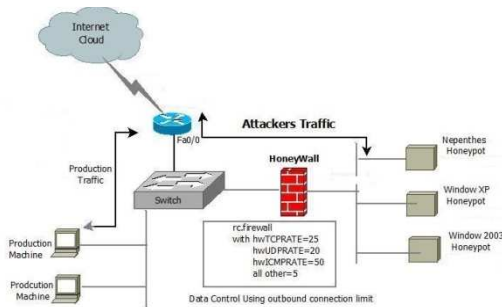 Internet
Cloud
Fa0/0
Attackers Traffic
Production
Traffic
HoneyWall
Switch
Nepenthes
Honeypot
Window XP
Honeypot
Window 2003
Honeypot
Production
Machine
Prodcution
Machine
rc.firewall
with hwTCPRATE=25
hwUDPRATE=20
hwICMPRATE=50
all other=5
Data Control Using outbound connection limit